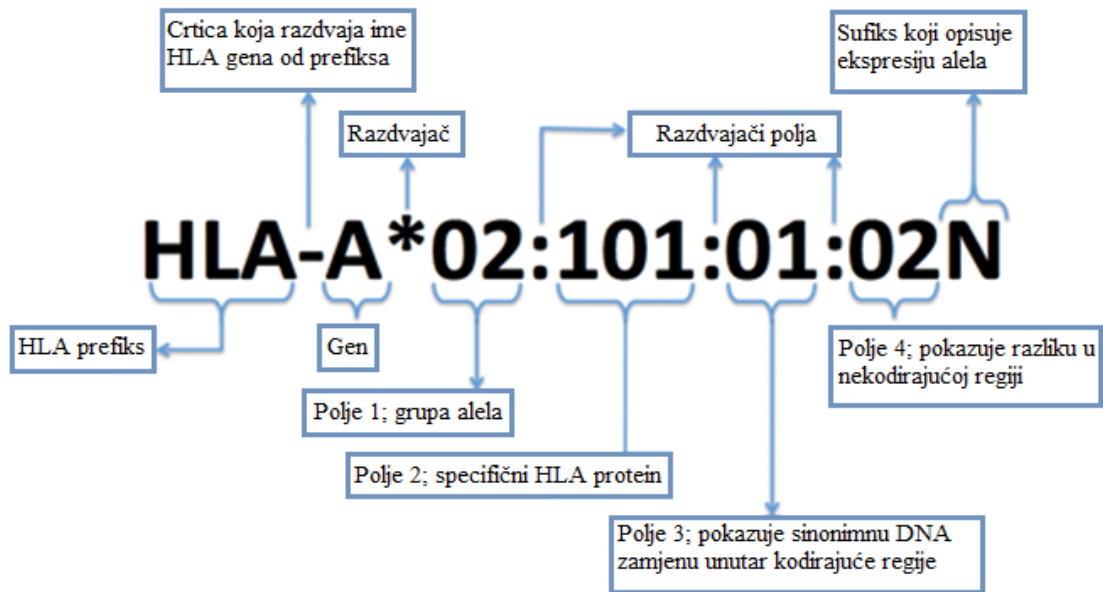 Crtica koja razdvaja ime
HLA gena od prefiksa
Sufiks koji opisuje
ekspresiju alela
Razdvajač
Razdvajači polja
HLA-A*02:101:01:02N
HLA prefiks
Gen
Polje 4; pokazuje razliku u
nekodirajućoj regiji
Polje 1; grupa alela
Polje 2; specifični HLA protein
Polje 3; pokazuje sinonimnu DNA
zamjenu unutar kodirajuće regije